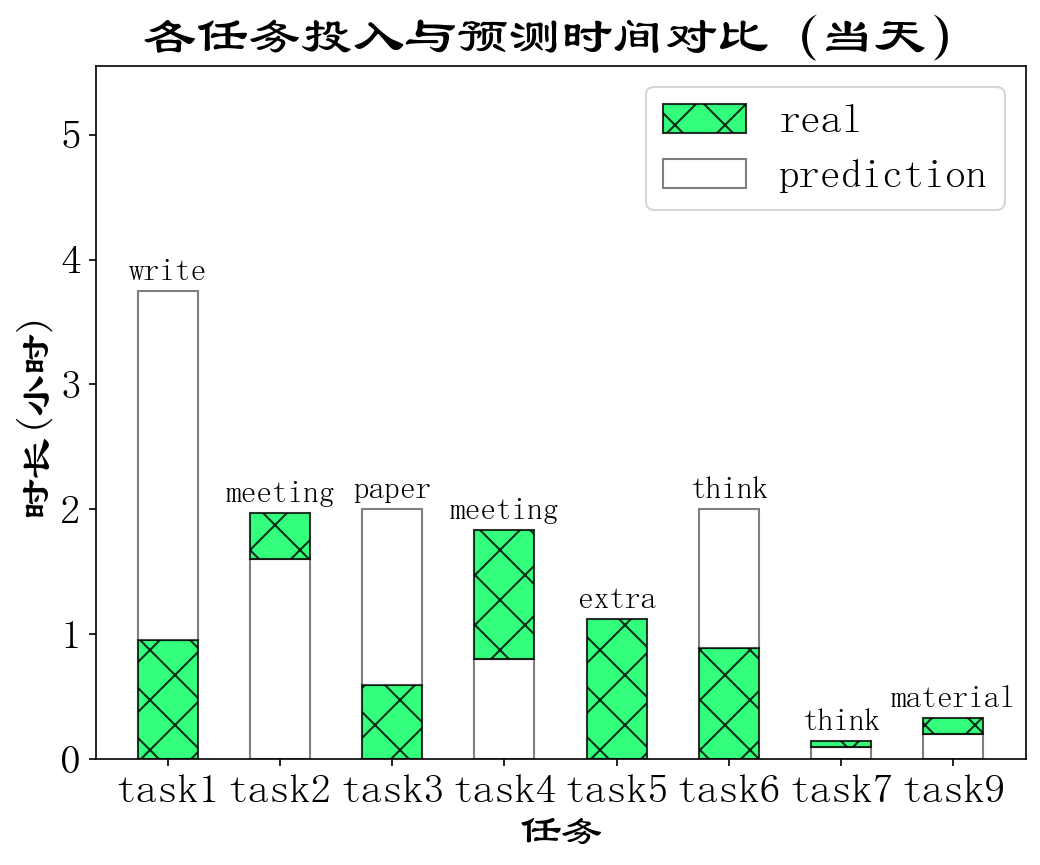 各任务投入与预测时间对比 (当天)
real
prediction
时长(小时)
5
4
3
2
1
0
write
meeting
paper
meeting
extra
think
think
material
task1 task2 task3 task4 task5 task6 task7 task9
任务